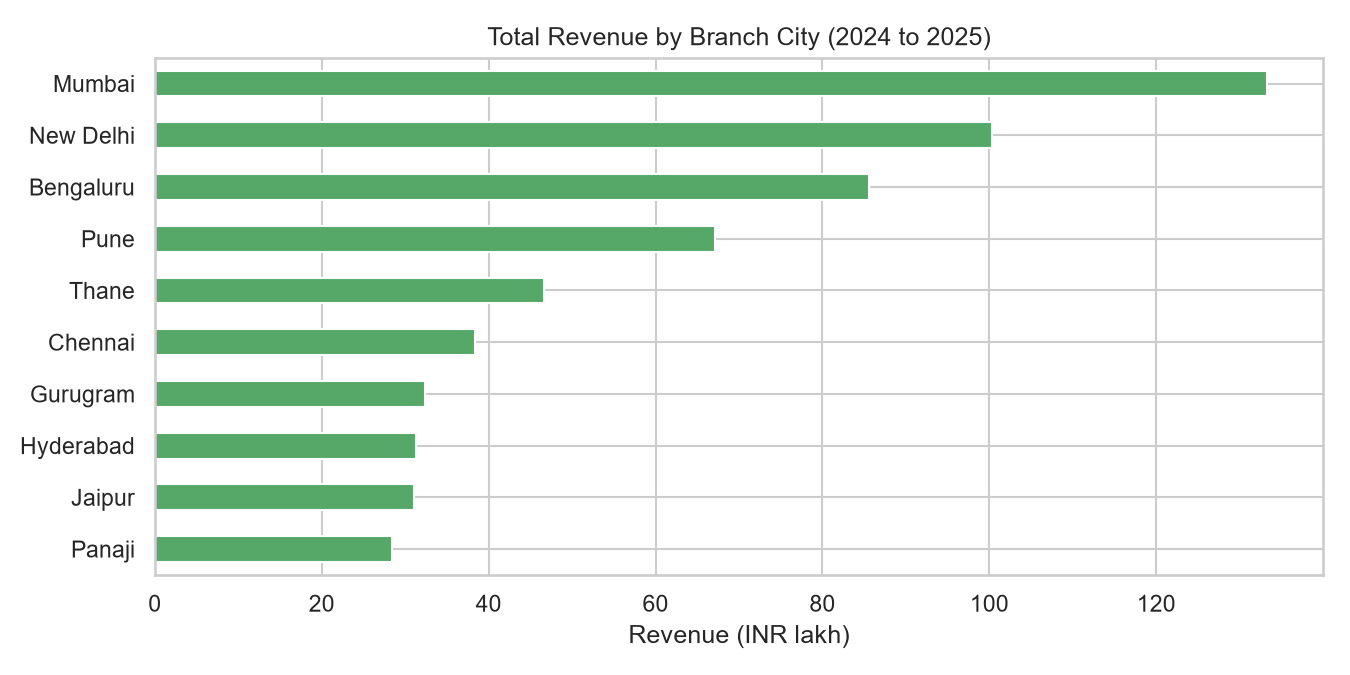 Total Revenue by Branch City (2024 to 2025)
Mumbai
New Delhi
Bengaluru
Pune
Thane
Chennai
Gurugram
Hyderabad
Jaipur
Panaji
0 20 40 60 80 100 120
Revenue (INR lakh)